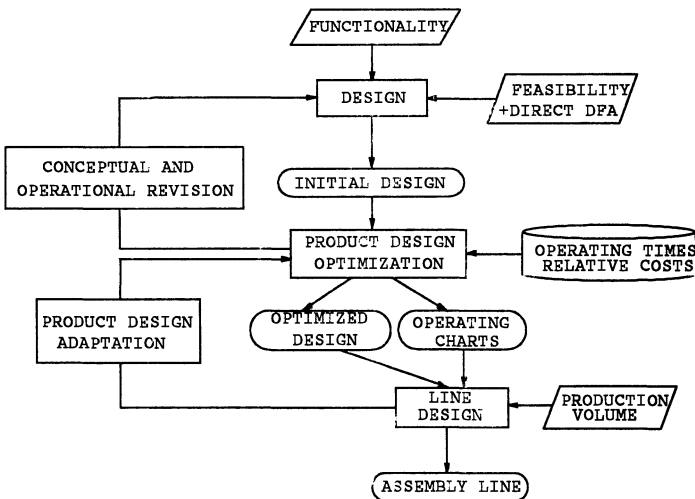 FUNCTIONALITY
DESIGN
FEASIBILITY
+DIRECT DFA
CONCEPTUAL AND
OPERATIONAL REVISION
INITIAL DESIGN
PRODUCT DESIGN
OPTIMIZATION
OPERATING TIMES
RELATIVE COSTS
PRODUCT DESIGN
ADAPTATION
OPTIMIZED
DESIGN
OPERATING
CHARTS
LINE
DESIGN
PRODUCTION
VOLUME
ASSEMBLY LINE